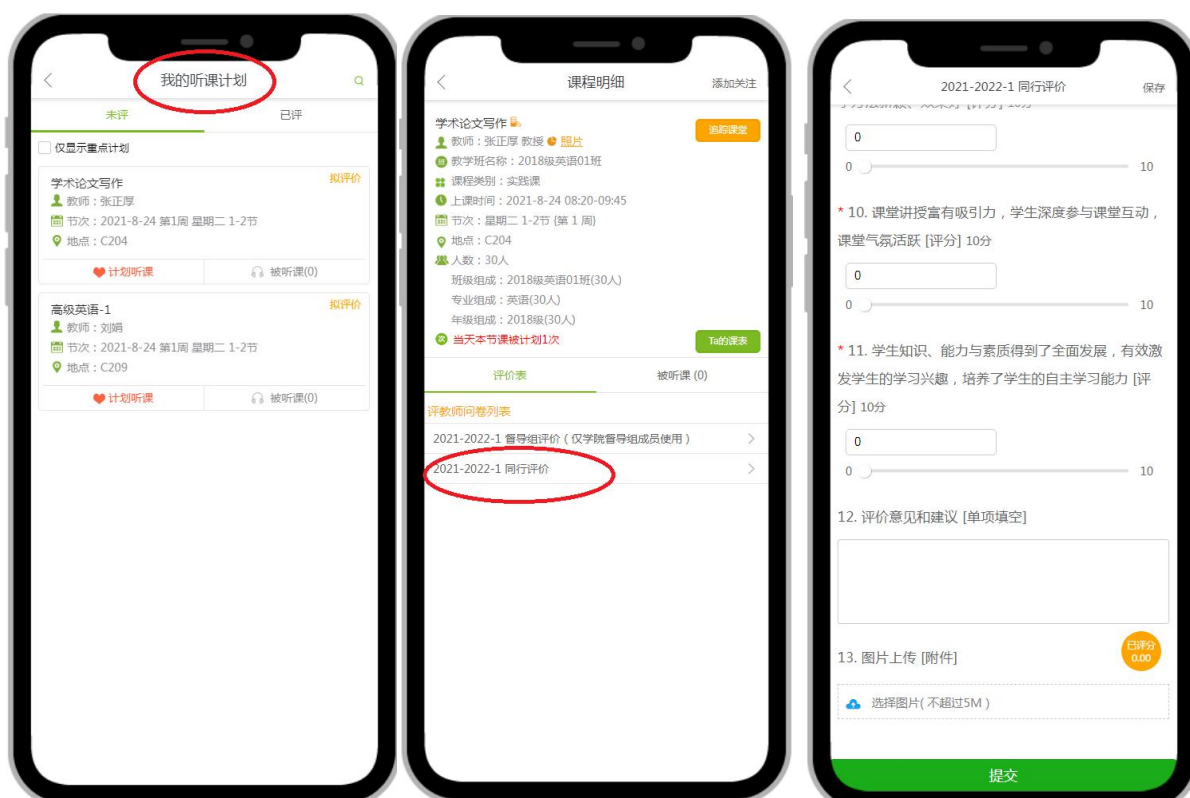 我的听课计划
未评
已评
仅显示重点计划
学术论文写作
拟评价
教师：张正厚
节次：2021-8-24 第1周 星期二 1-2节
地点：C204
计划听课
被听课(0)
高级英语-1
拟评价
教师：刘娟
节次：2021-8-24 第1周 星期二 1-2节
地点：C209
计划听课
被听课(0)
课程明细
添加关注
学术论文写作
追踪课堂
教师：张正厚 教授 照片
班 教学班名称：2018级英语01班
课程类别：实践课
上课时间：2021-8-24 08:20-09:45
节次：星期二 1-2节 (第 1 周)
地点：C204
人数：30人
班级组成：2018级英语01班(30人)
专业组成：英语(30人)
年级组成：2018级(30人)
次 当天本节课被计划1次
Ta的课表
评价表
被听课 (0)
评教师问卷列表
2021-2022-1 督导组评价（仅学院督导组成员使用）
2021-2022-1 同行评价
2021-2022-1 同行评价
保存
0
0
10
* 10. 课堂讲授富有吸引力，学生深度参与课堂互动，
课堂气氛活跃 [评分] 10分
0
0
10
* 11. 学生知识、能力与素质得到了全面发展，有效激
发学生的学习兴趣，培养了学生的自主学习能力 [评
分] 10分
0
0
10
12. 评价意见和建议 [单项填空]
已评分
0.00
13. 图片上传 [附件]
选择图片( 不超过5M )
提交